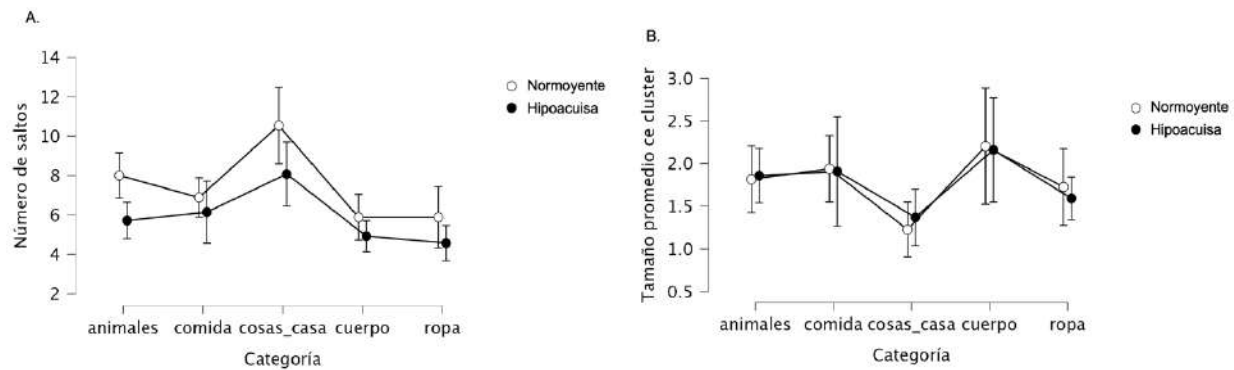 A.
Número de saltos
14
12
10
8
6
4
2
animales comida cosas_casa cuerpo ropa
Categoría
Normoyente
Hipoacuisa
B.
Tamaño promedio ce cluster
3.0
2.5
2.0
1.5
1.0
0.5
animales comida cosas_casa cuerpo ropa
Categoría
Normoyente
Hipoacuisa